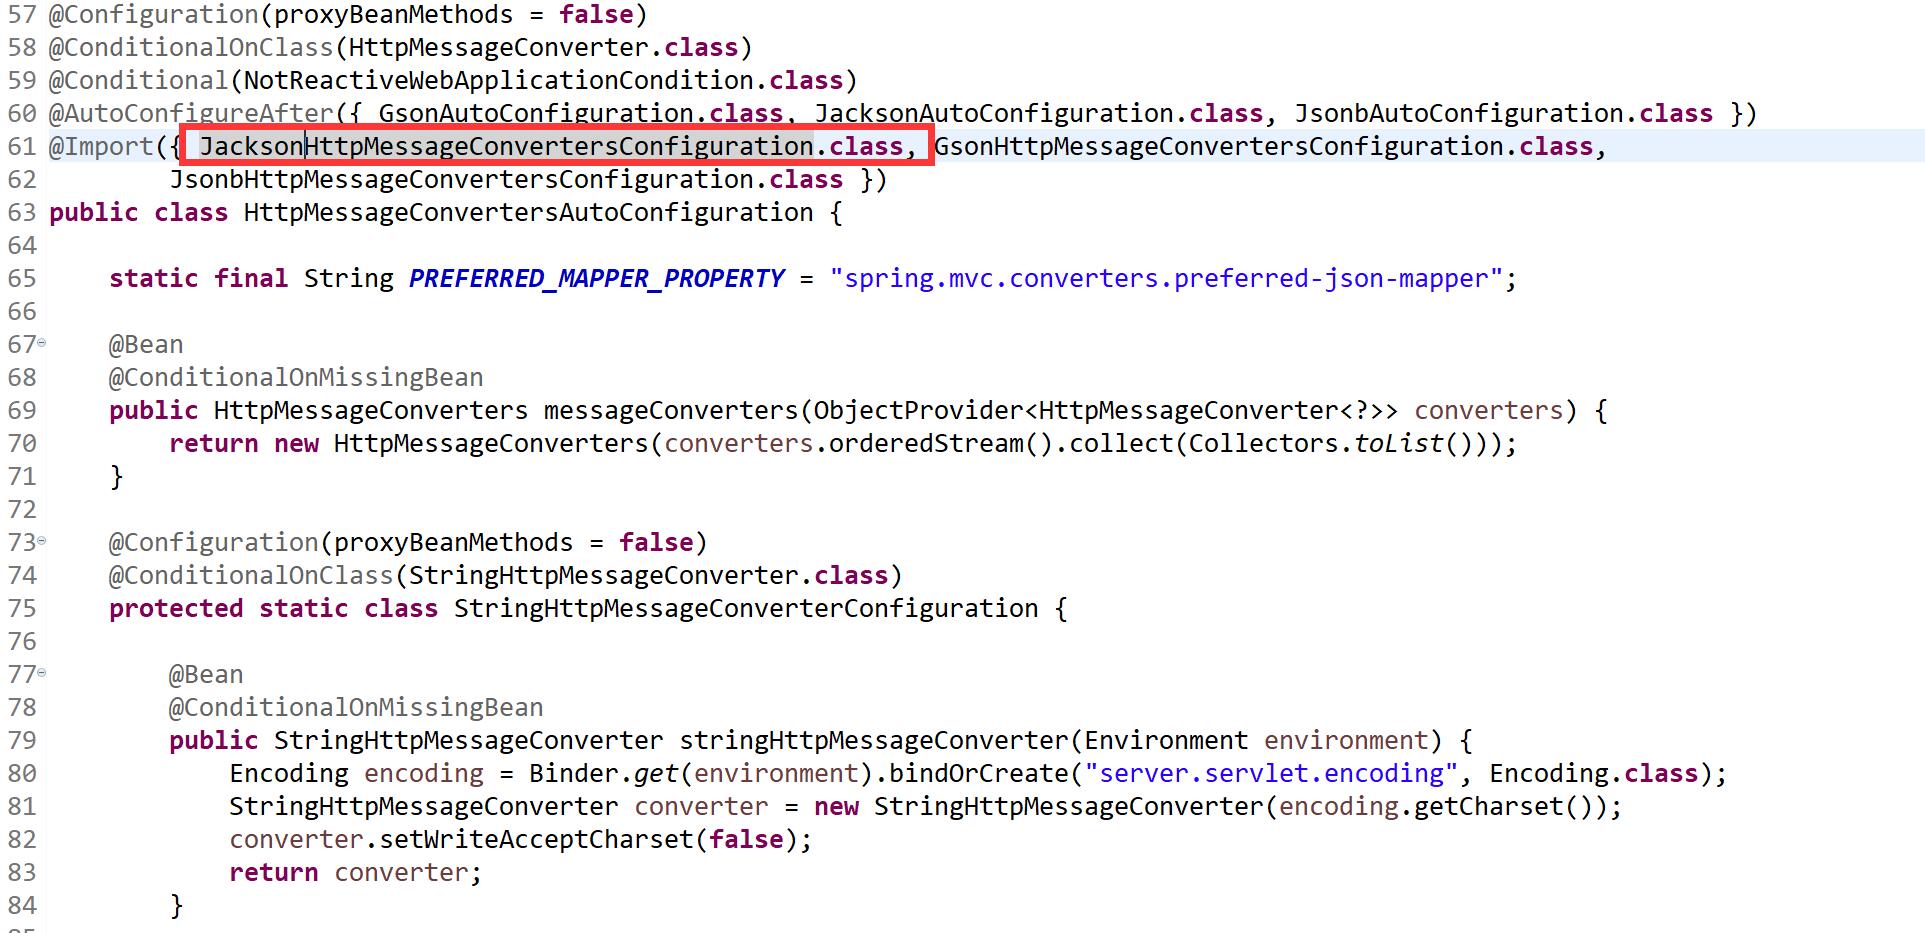 57 @Configuration(proxyBeanMethods = false)
58 @ConditionalOnClass(HttpMessageConverter.class)
59 @Conditional(NotReactiveWebApplicationCondition.class)
60 @AutoConfigureAfter({ GsonAutoConfiguration.class, JacksonAutoConfiguration.class, JsonbAutoConfiguration.class })
61 @Import({ JacksonHttpMessageConvertersConfiguration.class, GsonHttpMessageConvertersConfiguration.class,
62         JsonbHttpMessageConvertersConfiguration.class })
63 public class HttpMessageConvertersAutoConfiguration {
64
65     static final String PREFERRED_MAPPER_PROPERTY = "spring.mvc.converters.preferred-json-mapper";
66
67     @Bean
68     @ConditionalOnMissingBean
69     public HttpMessageConverters messageConverters(ObjectProvider<HttpMessageConverter<?>> converters) {
70         return new HttpMessageConverters(converters.orderedStream().collect(Collectors.toList()));
71     }
72
73     @Configuration(proxyBeanMethods = false)
74     @ConditionalOnClass(StringHttpMessageConverter.class)
75     protected static class StringHttpMessageConverterConfiguration {
76
77         @Bean
78         @ConditionalOnMissingBean
79         public StringHttpMessageConverter stringHttpMessageConverter(Environment environment) {
80             Encoding encoding = Binder.get(environment).bindOrCreate("server.servlet.encoding", Encoding.class);
81             StringHttpMessageConverter converter = new StringHttpMessageConverter(encoding.getCharset());
82             converter.setWriteAcceptCharset(false);
83             return converter;
84         }